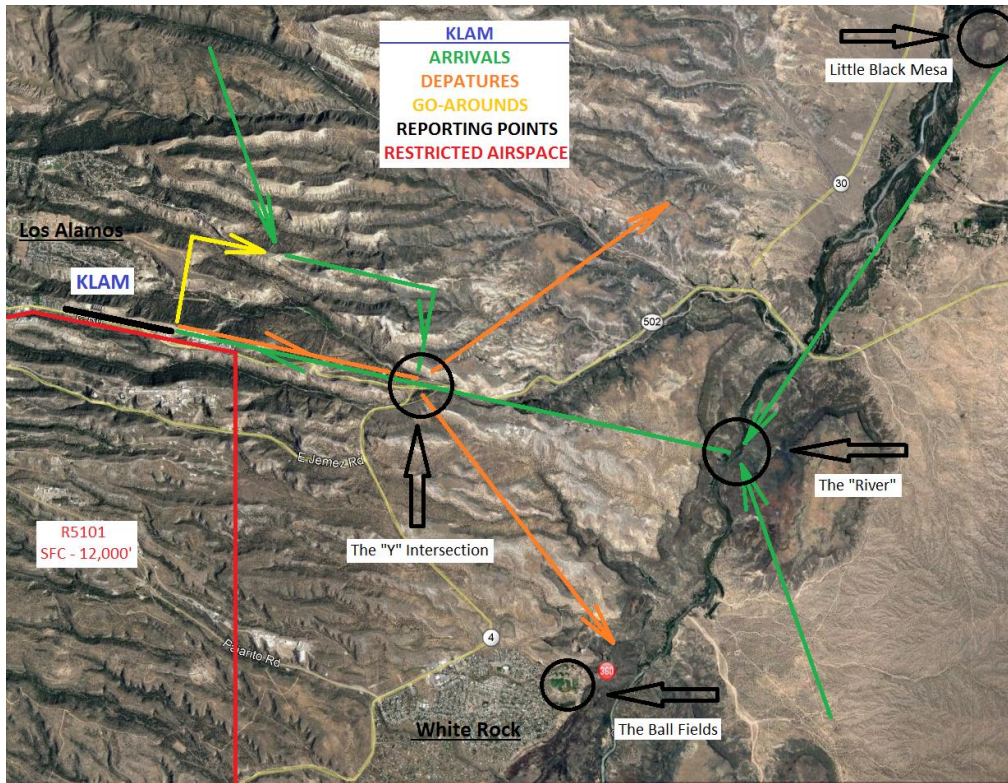 KLAM
ARRIVALS
DEPATURES
GO-AROUNDS
REPORTING POINTS
RESTRICTED AIRSPACE
Little Black Mesa
30
Los Alamos
KLAM
502
E Jemez Rd
The "River"
The "Y" Intersection
R5101
SFC - 12,000'
4
Pajarito Rd
360
White Rock
The Ball Fields